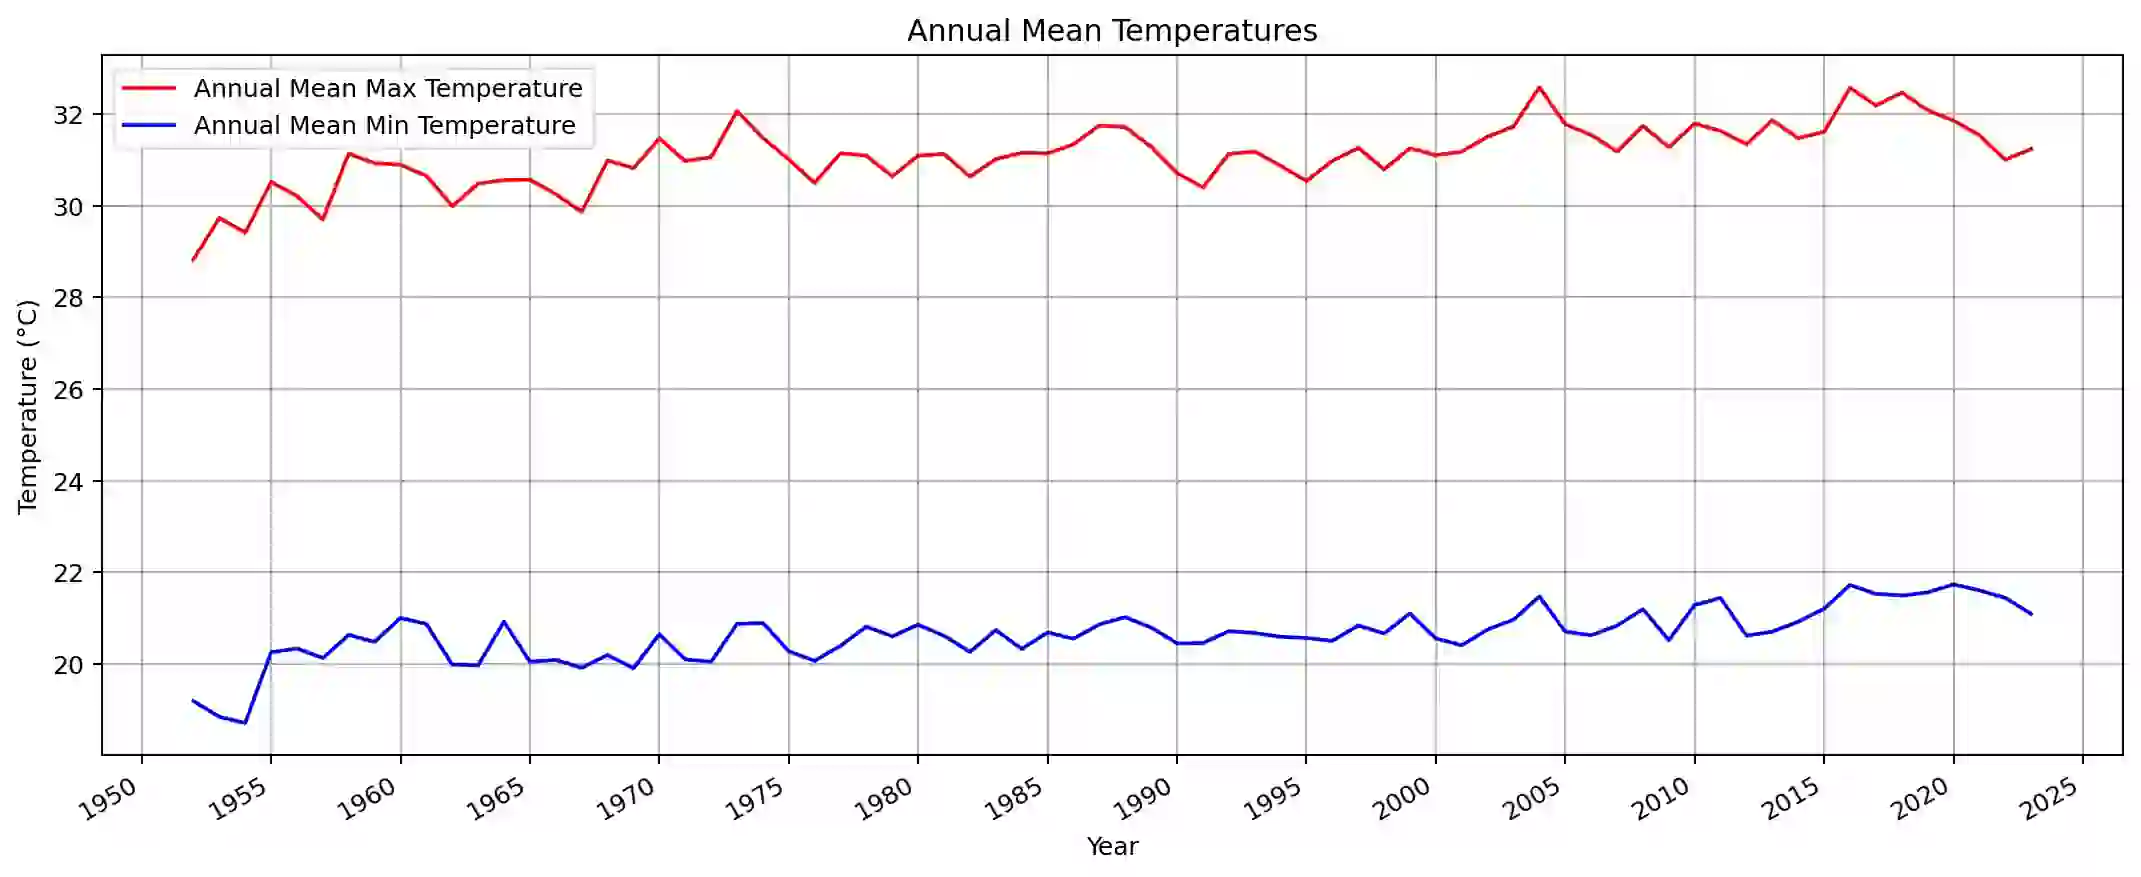 Annual Mean Temperatures
Annual Mean Max Temperature
Annual Mean Min Temperature
Temperature (°C)
32
30
28
26
24
22
20
1950 1955 1960 1965 1970 1975 1980 1985 1990 1995 2000 2005 2010 2015 2020 2025
Year